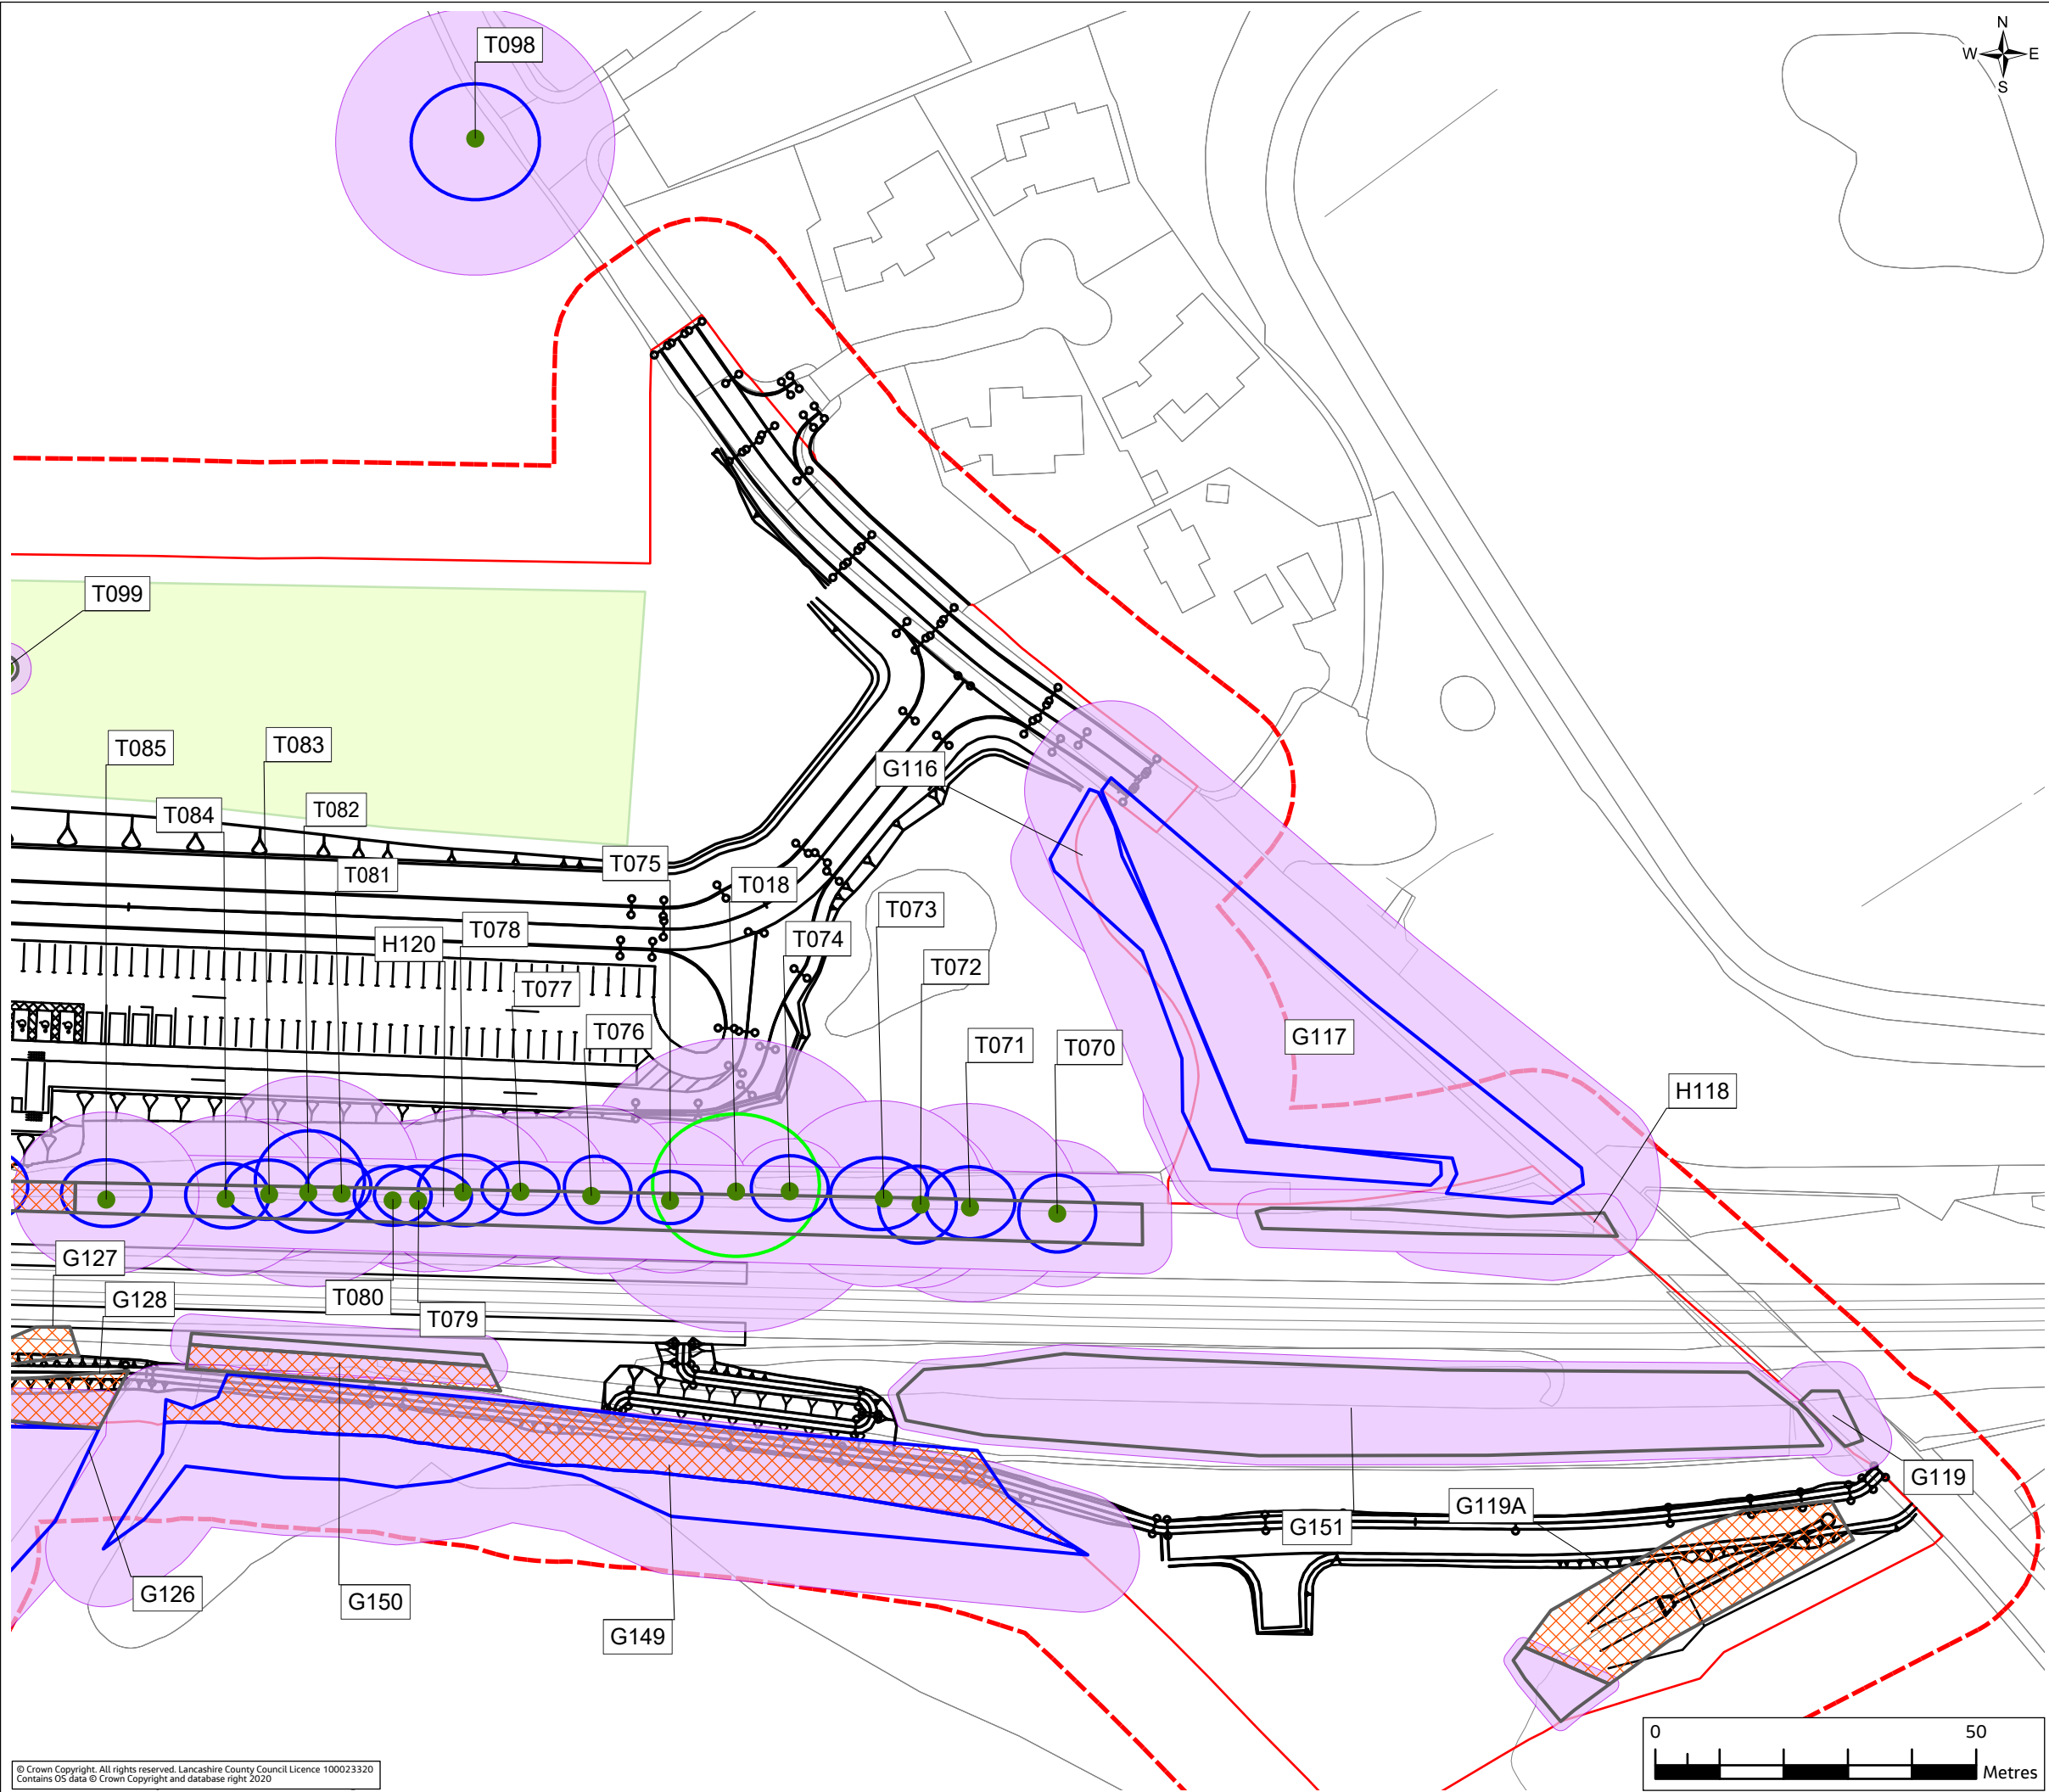 T098
N
W E
S
T099
T085
T083
T084
T082
T081
T075
G116
T018
H120
T078
T073
T074
T072
T077
T076
T071
T070
G117
H118
G127
G128
T080
T079
G119
G119A
G151
G126
G150
G149
0 50
Metres
© Crown Copyright. All rights reserved. Lancashire County Council Licence 100023320
Contains OS data © Crown Copyright and database right 2020